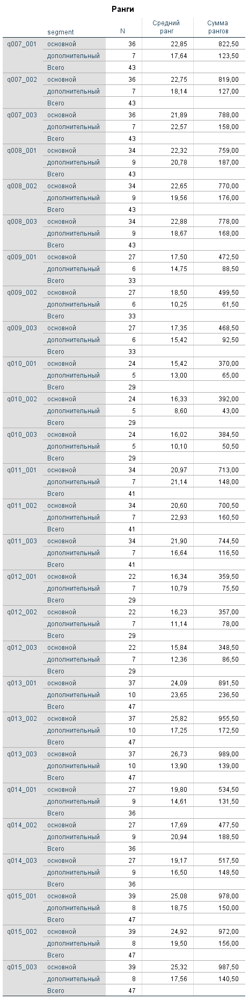 Ранги
segment N Средний ранг Сумма рангов
q007_001 основной 36 22,85 822,50
дополнительный 7 17,64 123,50
Всего 43
q007_002 основной 36 22,75 819,00
дополнительный 7 18,14 127,00
Всего 43
q007_003 основной 36 21,89 788,00
дополнительный 7 22,57 158,00
Всего 43
q008_001 основной 34 22,32 759,00
дополнительный 9 20,78 187,00
Всего 43
q008_002 основной 34 22,65 770,00
дополнительный 9 19,56 176,00
Всего 43
q008_003 основной 34 22,88 778,00
дополнительный 9 18,67 168,00
Всего 43
q009_001 основной 27 17,50 472,50
дополнительный 6 14,75 88,50
Всего 33
q009_002 основной 27 18,50 499,50
дополнительный 6 10,25 61,50
Всего 33
q009_003 основной 27 17,35 468,50
дополнительный 6 15,42 92,50
Всего 33
q010_001 основной 24 15,42 370,00
дополнительный 5 13,00 65,00
Всего 29
q010_002 основной 24 16,33 392,00
дополнительный 5 8,60 43,00
Всего 29
q010_003 основной 24 16,02 384,50
дополнительный 5 10,10 50,50
Всего 29
q011_001 основной 34 20,97 713,00
дополнительный 7 21,14 148,00
Всего 41
q011_002 основной 34 20,60 700,50
дополнительный 7 22,93 160,50
Всего 41
q011_003 основной 34 21,90 744,50
дополнительный 7 16,64 116,50
Всего 41
q012_001 основной 22 16,34 359,50
дополнительный 7 10,79 75,50
Всего 29
q012_002 основной 22 16,23 357,00
дополнительный 7 11,14 78,00
Всего 29
q012_003 основной 22 15,84 348,50
дополнительный 7 12,36 86,50
Всего 29
q013_001 основной 37 24,09 891,50
дополнительный 10 23,65 236,50
Всего 47
q013_002 основной 37 25,82 955,50
дополнительный 10 17,25 172,50
Всего 47
q013_003 основной 37 26,73 989,00
дополнительный 10 13,90 139,00
Всего 47
q014_001 основной 27 19,80 534,50
дополнительный 9 14,61 131,50
Всего 36
q014_002 основной 27 17,69 477,50
дополнительный 9 20,94 188,50
Всего 36
q014_003 основной 27 19,17 517,50
дополнительный 9 16,50 148,50
Всего 36
q015_001 основной 39 25,08 978,00
дополнительный 8 18,75 150,00
Всего 47
q015_002 основной 39 24,92 972,00
дополнительный 8 19,50 156,00
Всего 47
q015_003 основной 39 25,32 987,50
дополнительный 8 17,56 140,50
Всего 47